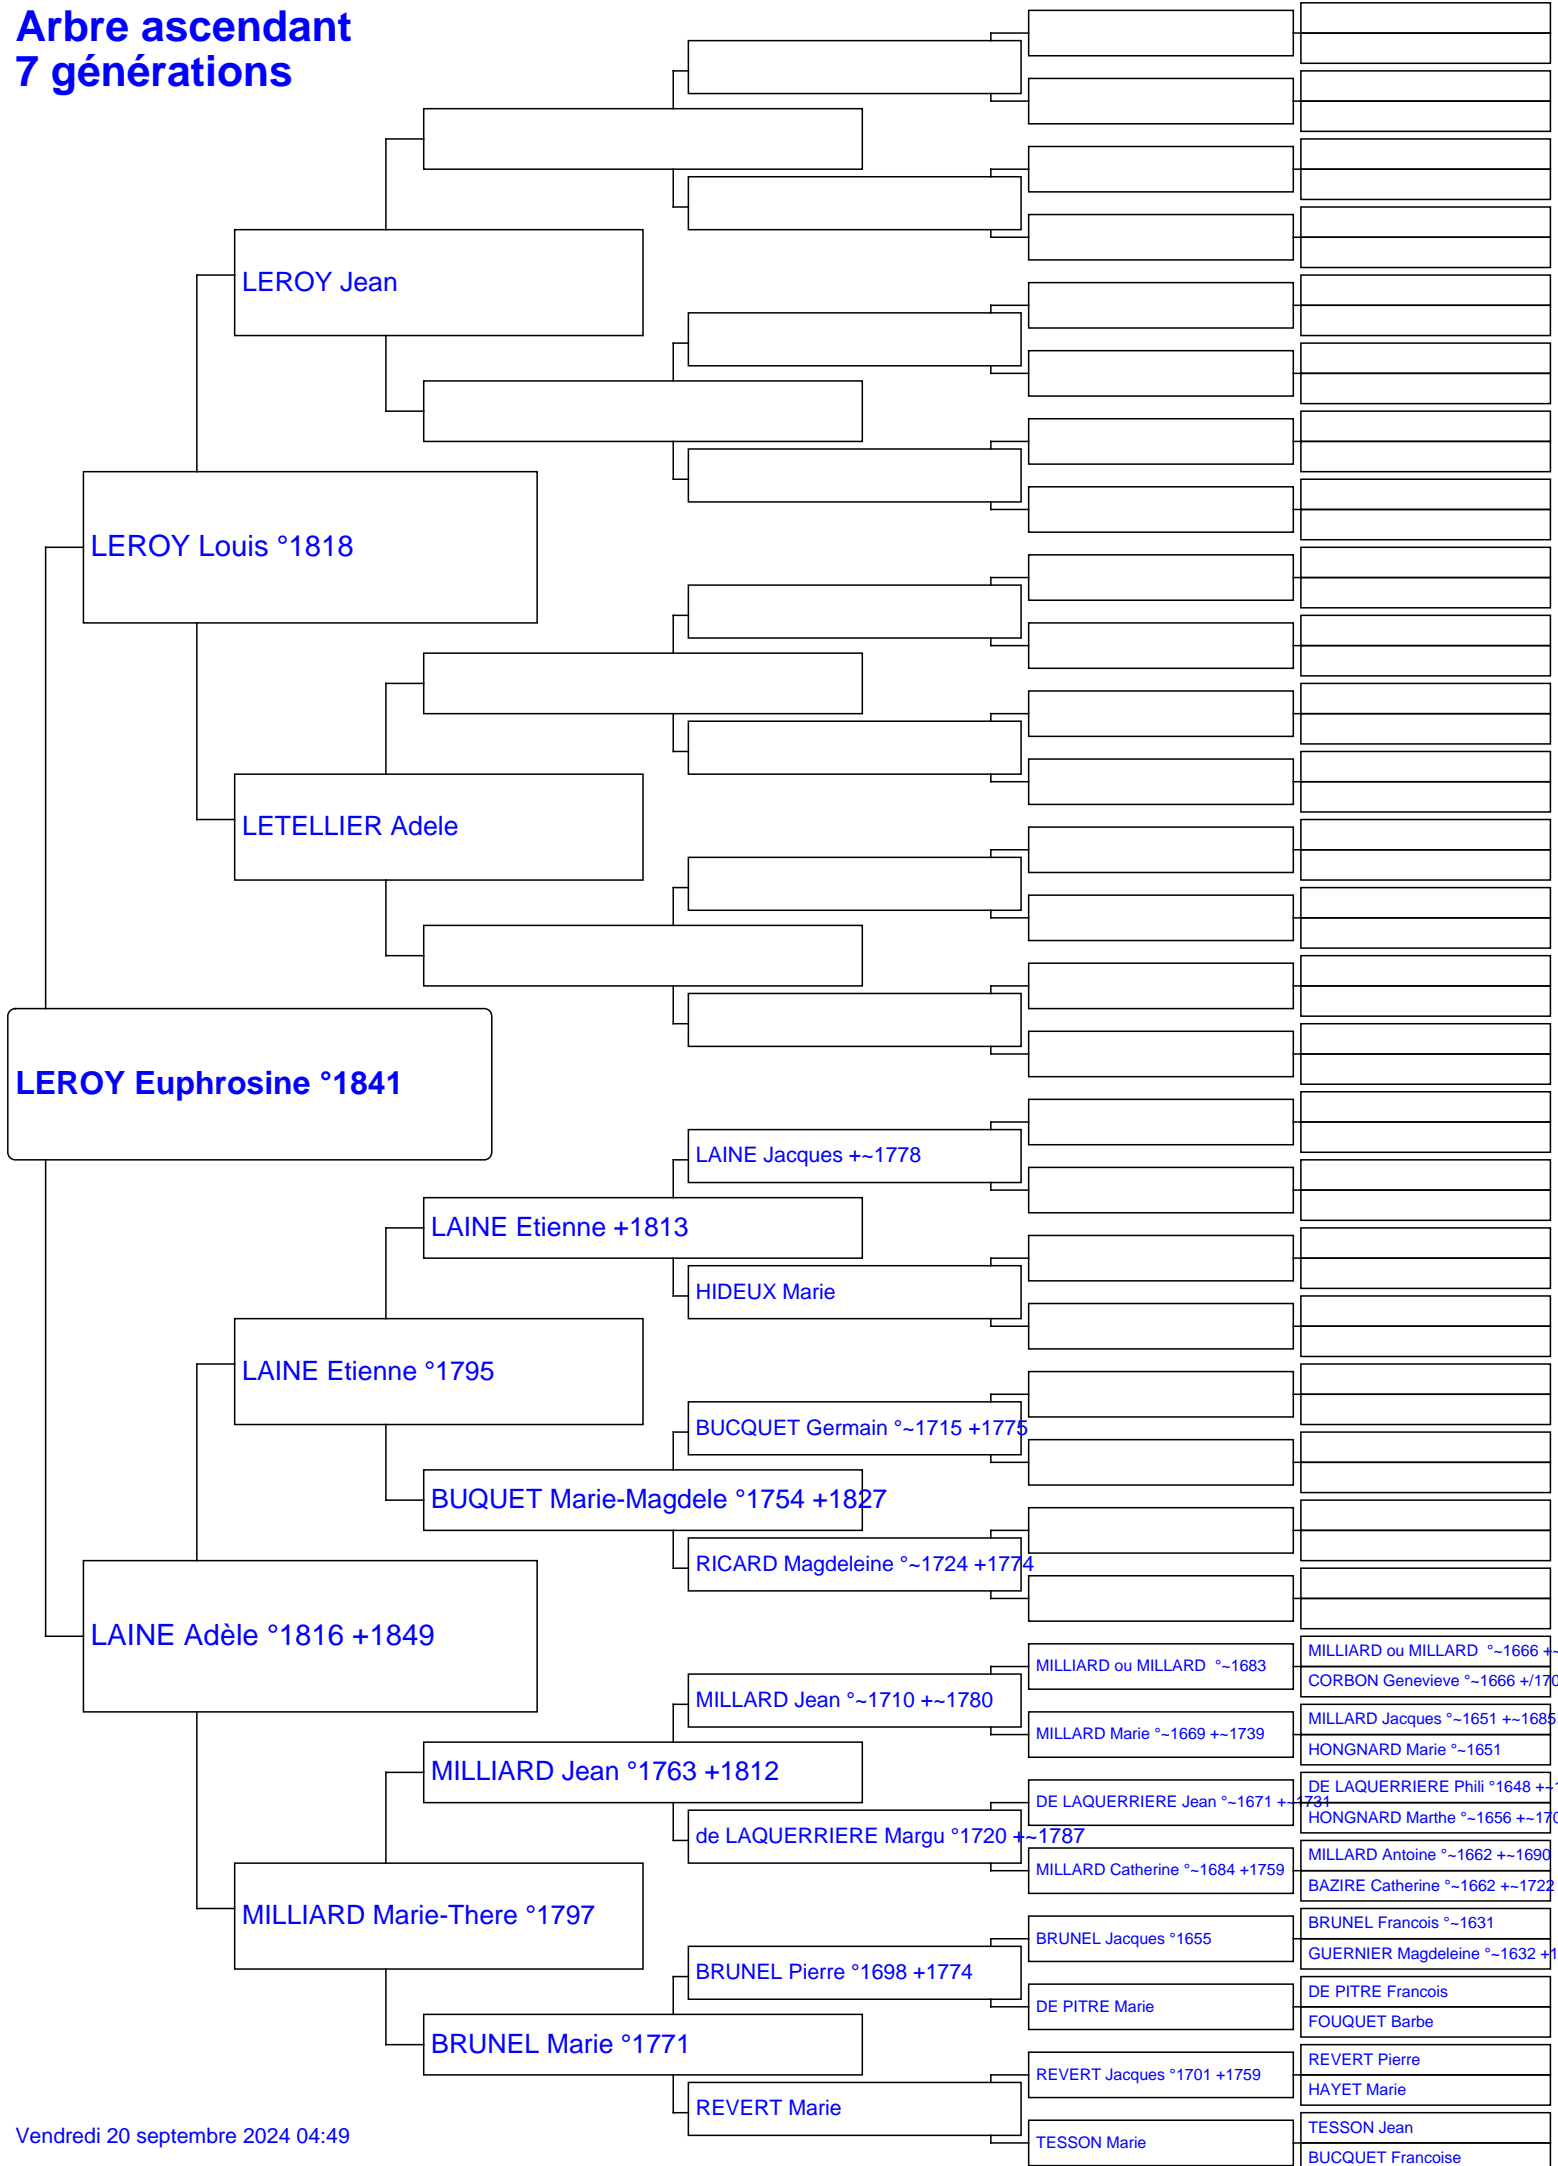 Arbre ascendant
7 générations
LEROY Jean
LEROY Louis °1818
LETELLIER Adele
LEROY Euphrosine °1841
LAINE Jacques +~1778
LAINE Etienne +1813
HIDEUX Marie
LAINE Etienne °1795
BUCQUET Germain °~1715 +1775
BUQUET Marie-Magdele °1754 +1827
RICARD Magdeleine °~1724 +1774
LAINE Adèle °1816 +1849
MILLIARD ou MILLARD  °~1666 +~
MILLIARD ou MILLARD  °~1683
CORBON Genevieve °~1666 +/170
MILLARD Jean °~1710 +~1780
MILLARD Jacques °~1651 +~1685
MILLARD Marie °~1669 +~1739
HONGNARD Marie °~1651
MILLIARD Jean °1763 +1812
DE LAQUERRIERE Phili °1648 +~1
DE LAQUERRIERE Jean °~1671 +~1731
HONGNARD Marthe °~1656 +~170
de LAQUERRIERE Margu °1720 +~1787
MILLARD Antoine °~1662 +~1690
MILLARD Catherine °~1684 +1759
BAZIRE Catherine °~1662 +~1722
MILLIARD Marie-There °1797
BRUNEL Francois °~1631
BRUNEL Jacques °1655
GUERNIER Magdeleine °~1632 +1
BRUNEL Pierre °1698 +1774
DE PITRE Francois
DE PITRE Marie
FOUQUET Barbe
BRUNEL Marie °1771
REVERT Pierre
REVERT Jacques °1701 +1759
HAYET Marie
REVERT Marie
TESSON Jean
TESSON Marie
BUCQUET Francoise
Vendredi 20 septembre 2024 04:49